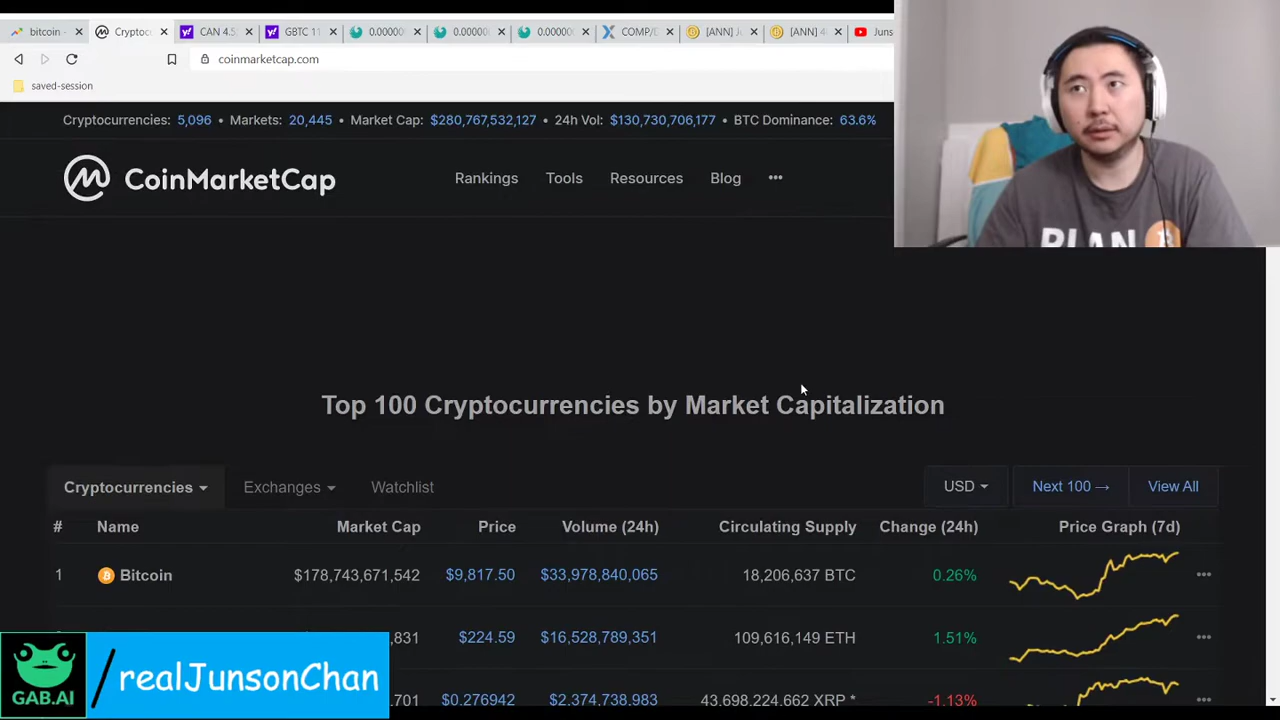 bitcoin -
Cryptoc
CAN 4.5
GBTC 11
0.00000
0.00000
0.00000
COMP/
[ANN] J
[ANN] 4
Juns
coinmarketcap.com
saved-session
Cryptocurrencies: 5,096 • Markets: 20,445 • Market Cap: $280,767,532,127 • 24h Vol: $130,730,706,177 • BTC Dominance: 63.6%
CoinMarketCap
Rankings Tools Resources Blog •••
PLAN B
Top 100 Cryptocurrencies by Market Capitalization
Cryptocurrencies Exchanges Watchlist USD Next 100 → View All
# Name Market Cap Price Volume (24h) Circulating Supply Change (24h) Price Graph (7d)
1 Bitcoin $178,743,671,542 $9,817.50 $33,978,840,065 18,206,637 BTC 0.26% •••
831 $224.59 $16,528,789,351 109,616,149 ETH 1.51% •••
701 $0.276942 $2,374,738,983 43,698,224,662 XRP * -1.13% •••
GAB.AI
/realJunsonChan